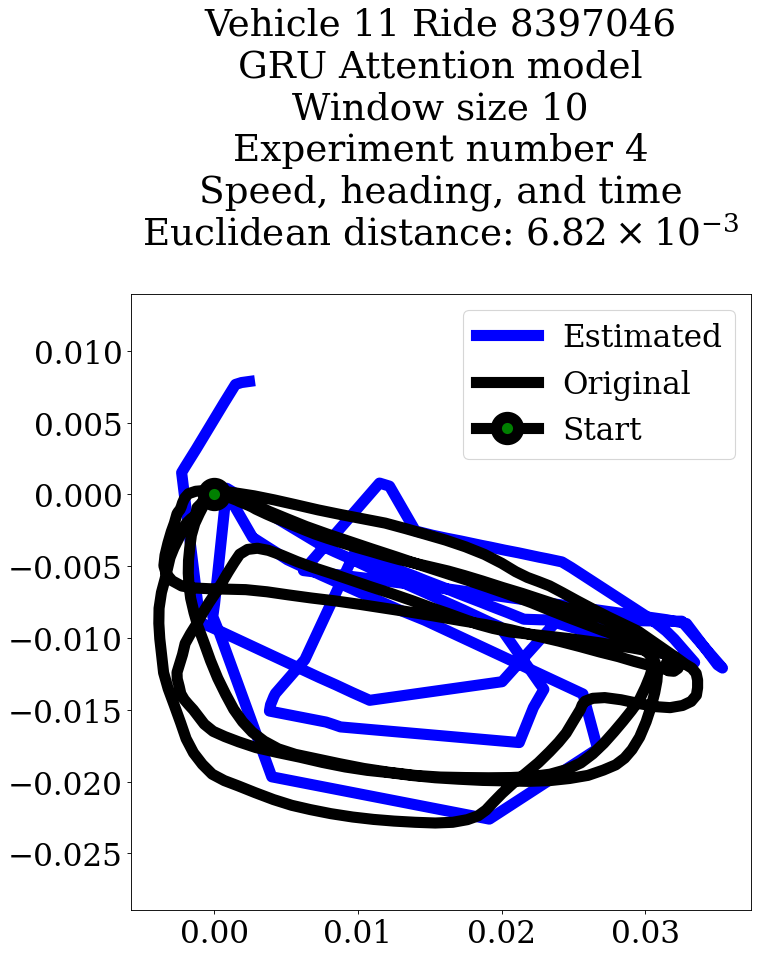 Vehicle 11 Ride 8397046
GRU Attention model
Window size 10
Experiment number 4
Speed, heading, and time
Euclidean distance: 6.82 × 10⁻³
Estimated
Original
Start
0.010
0.005
0.000
−0.005
−0.010
−0.015
−0.020
−0.025
0.00 0.01 0.02 0.03